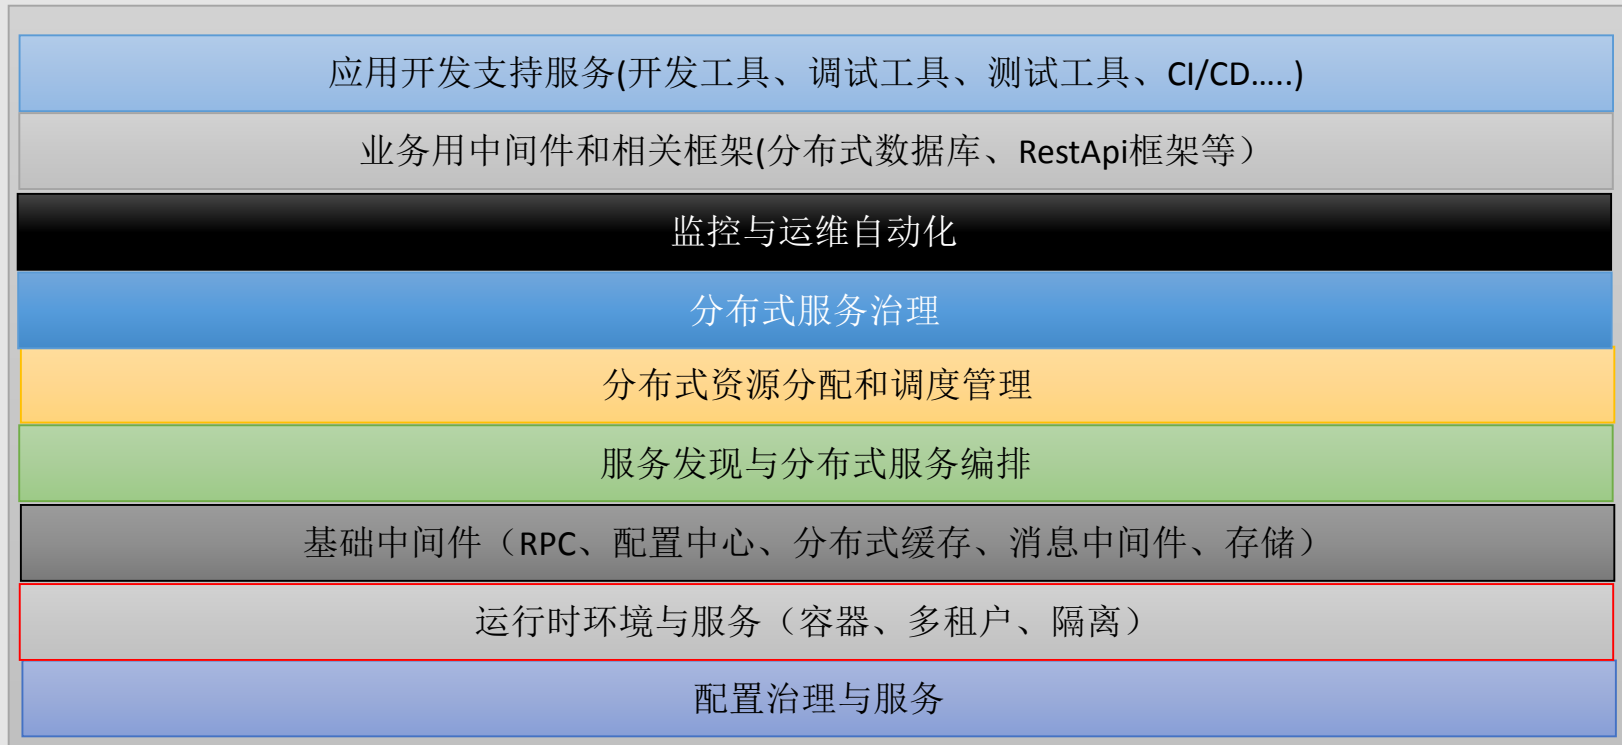 应用开发支持服务(开发工具、调试工具、测试工具、CI/CD.....)
业务用中间件和相关框架(分布式数据库、RestApi框架等）
监控与运维自动化
分布式服务治理
分布式资源分配和调度管理
服务发现与分布式服务编排
基础中间件（RPC、配置中心、分布式缓存、消息中间件、存储）
运行时环境与服务（容器、多租户、隔离）
配置治理与服务